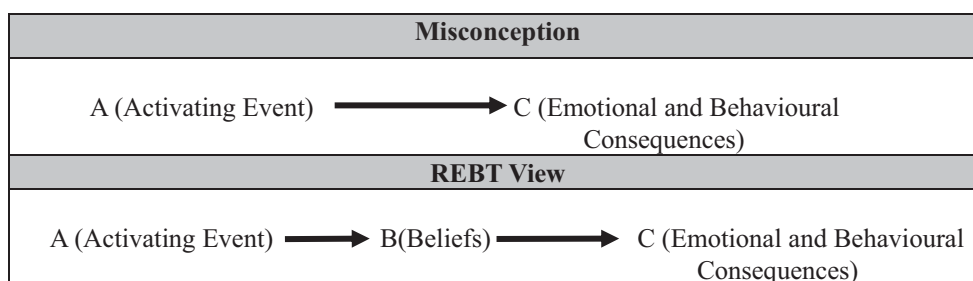 Misconception
A (Activating Event) C (Emotional and Behavioural
Consequences)
REBT View
A (Activating Event) B(Beliefs) C (Emotional and Behavioural
Consequences)